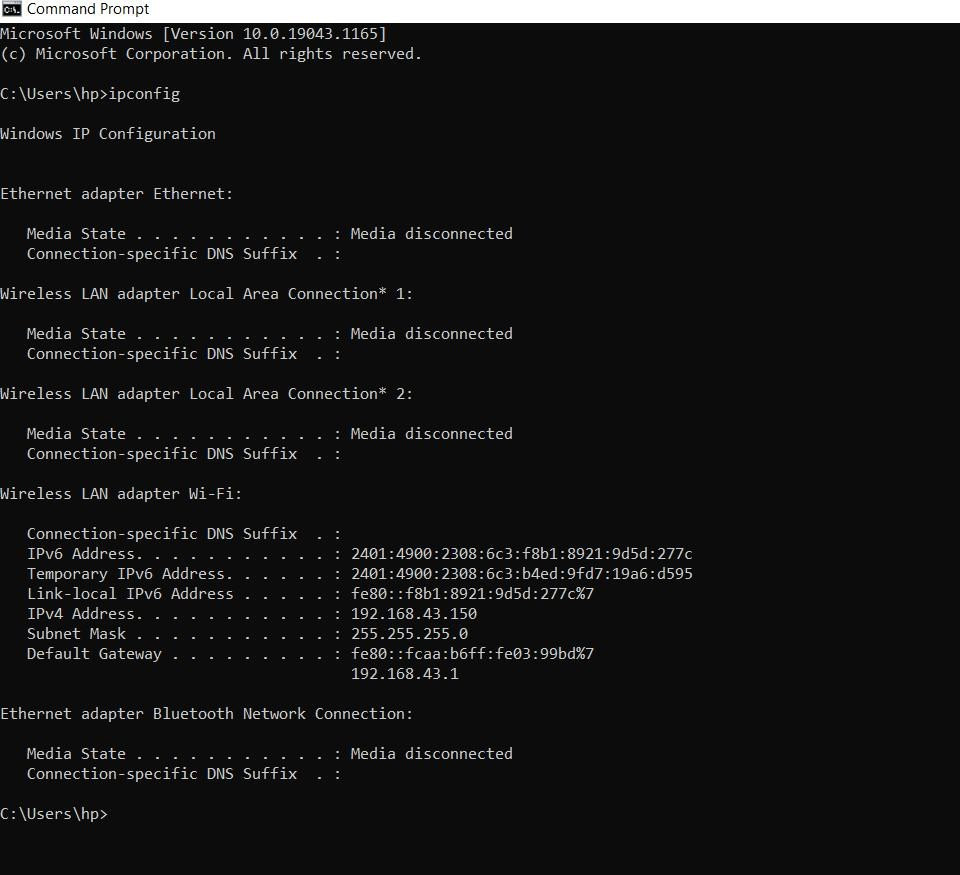 Command Prompt
Microsoft Windows [Version 10.0.19043.1165]
(c) Microsoft Corporation. All rights reserved.
C:\Users\hp>ipconfig
Windows IP Configuration
Ethernet adapter Ethernet:
   Media State . . . . . . . . . . . : Media disconnected
   Connection-specific DNS Suffix  . :
Wireless LAN adapter Local Area Connection* 1:
   Media State . . . . . . . . . . . : Media disconnected
   Connection-specific DNS Suffix  . :
Wireless LAN adapter Local Area Connection* 2:
   Media State . . . . . . . . . . . : Media disconnected
   Connection-specific DNS Suffix  . :
Wireless LAN adapter Wi-Fi:
   Connection-specific DNS Suffix  . :
   IPv6 Address. . . . . . . . . . . : 2401:4900:2308:6c3:f8b1:8921:9d5d:277c
   Temporary IPv6 Address. . . . . . : 2401:4900:2308:6c3:b4ed:9fd7:19a6:d595
   Link-local IPv6 Address . . . . . : fe80::f8b1:8921:9d5d:277c%7
   IPv4 Address. . . . . . . . . . . : 192.168.43.150
   Subnet Mask . . . . . . . . . . . : 255.255.255.0
   Default Gateway . . . . . . . . . : fe80::fcaa:b6ff:fe03:99bd%7
                                       192.168.43.1
Ethernet adapter Bluetooth Network Connection:
   Media State . . . . . . . . . . . : Media disconnected
   Connection-specific DNS Suffix  . :
C:\Users\hp>